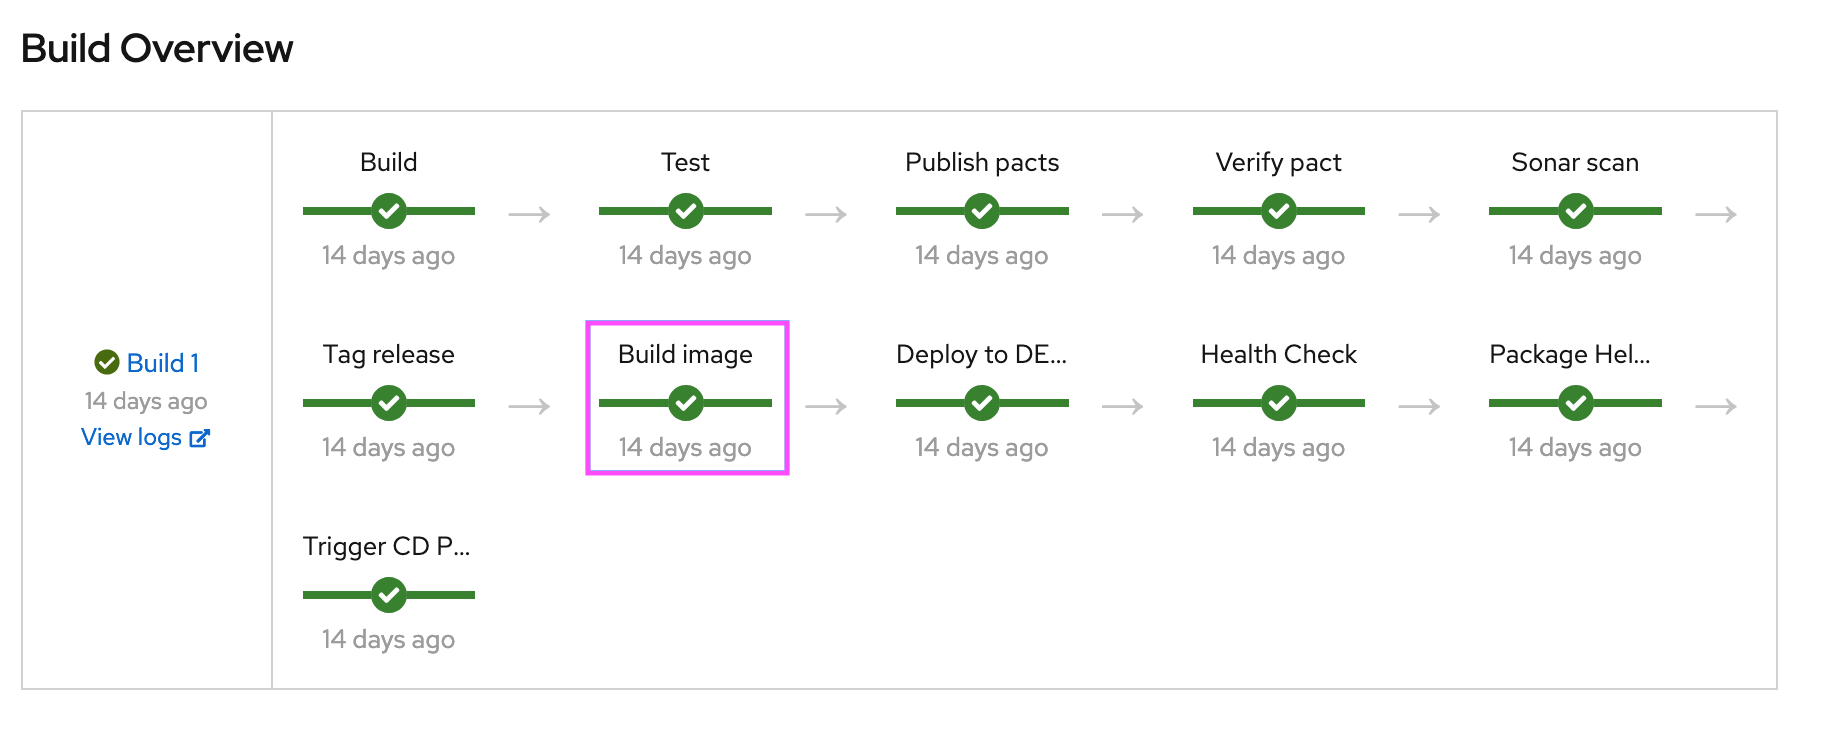 Build Overview
Build
Test
Publish pacts
Verify pact
Sonar scan
14 days ago
14 days ago
14 days ago
14 days ago
14 days ago
Build 1
14 days ago
View logs
Tag release
Build image
Deploy to DE...
Health Check
Package Hel...
14 days ago
14 days ago
14 days ago
14 days ago
14 days ago
Trigger CD P...
14 days ago